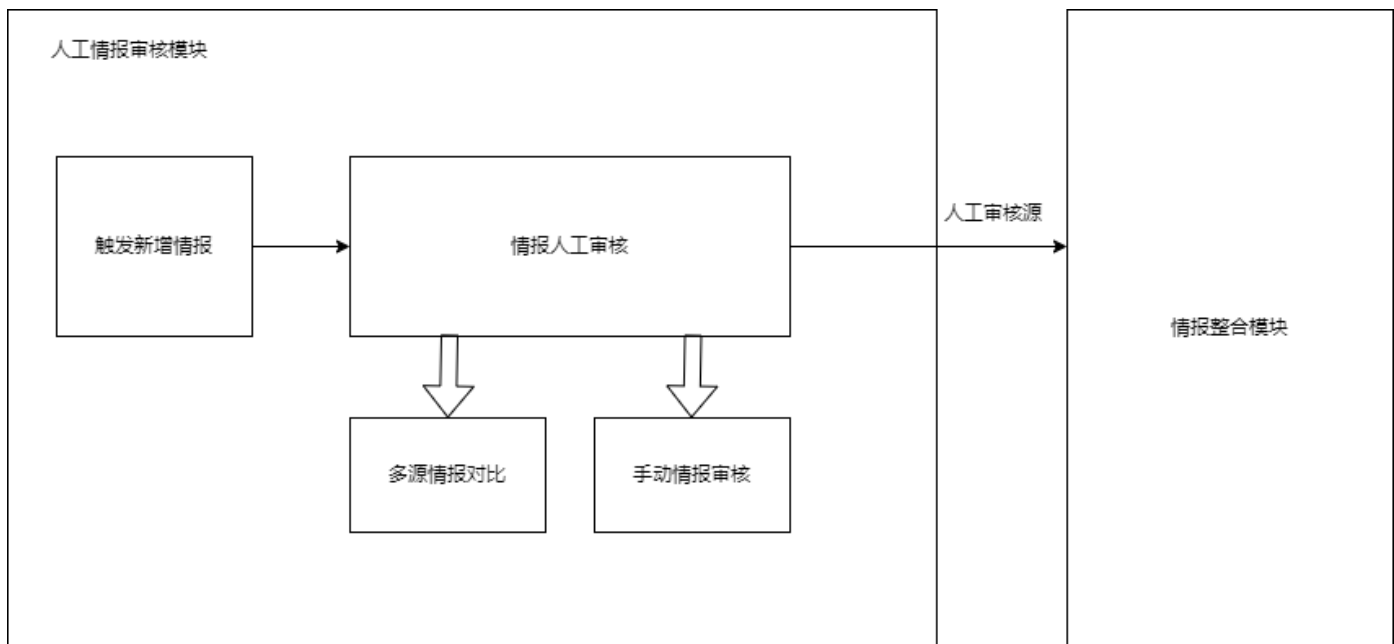 人工情报审核模块
人工审核源
触发新增情报
情报人工审核
情报整合模块
多源情报对比
手动情报审核